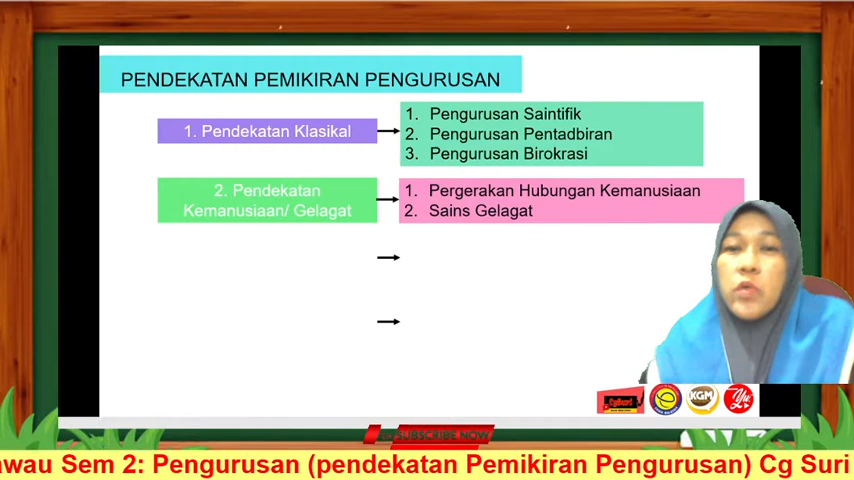 PENDEKATAN PEMIKIRAN PENGURUSAN
1. Pendekatan Klasikal
1. Pengurusan Saintifik
2. Pengurusan Pentadbiran
3. Pengurusan Birokrasi
2. Pendekatan
Kemanusiaan/ Gelagat
1. Pergerakan Hubungan Kemanusiaan
2. Sains Gelagat
KGM
SUBSCRIBE NOW
awau Sem 2: Pengurusan (pendekatan Pemikiran Pengurusan) Cg Suri